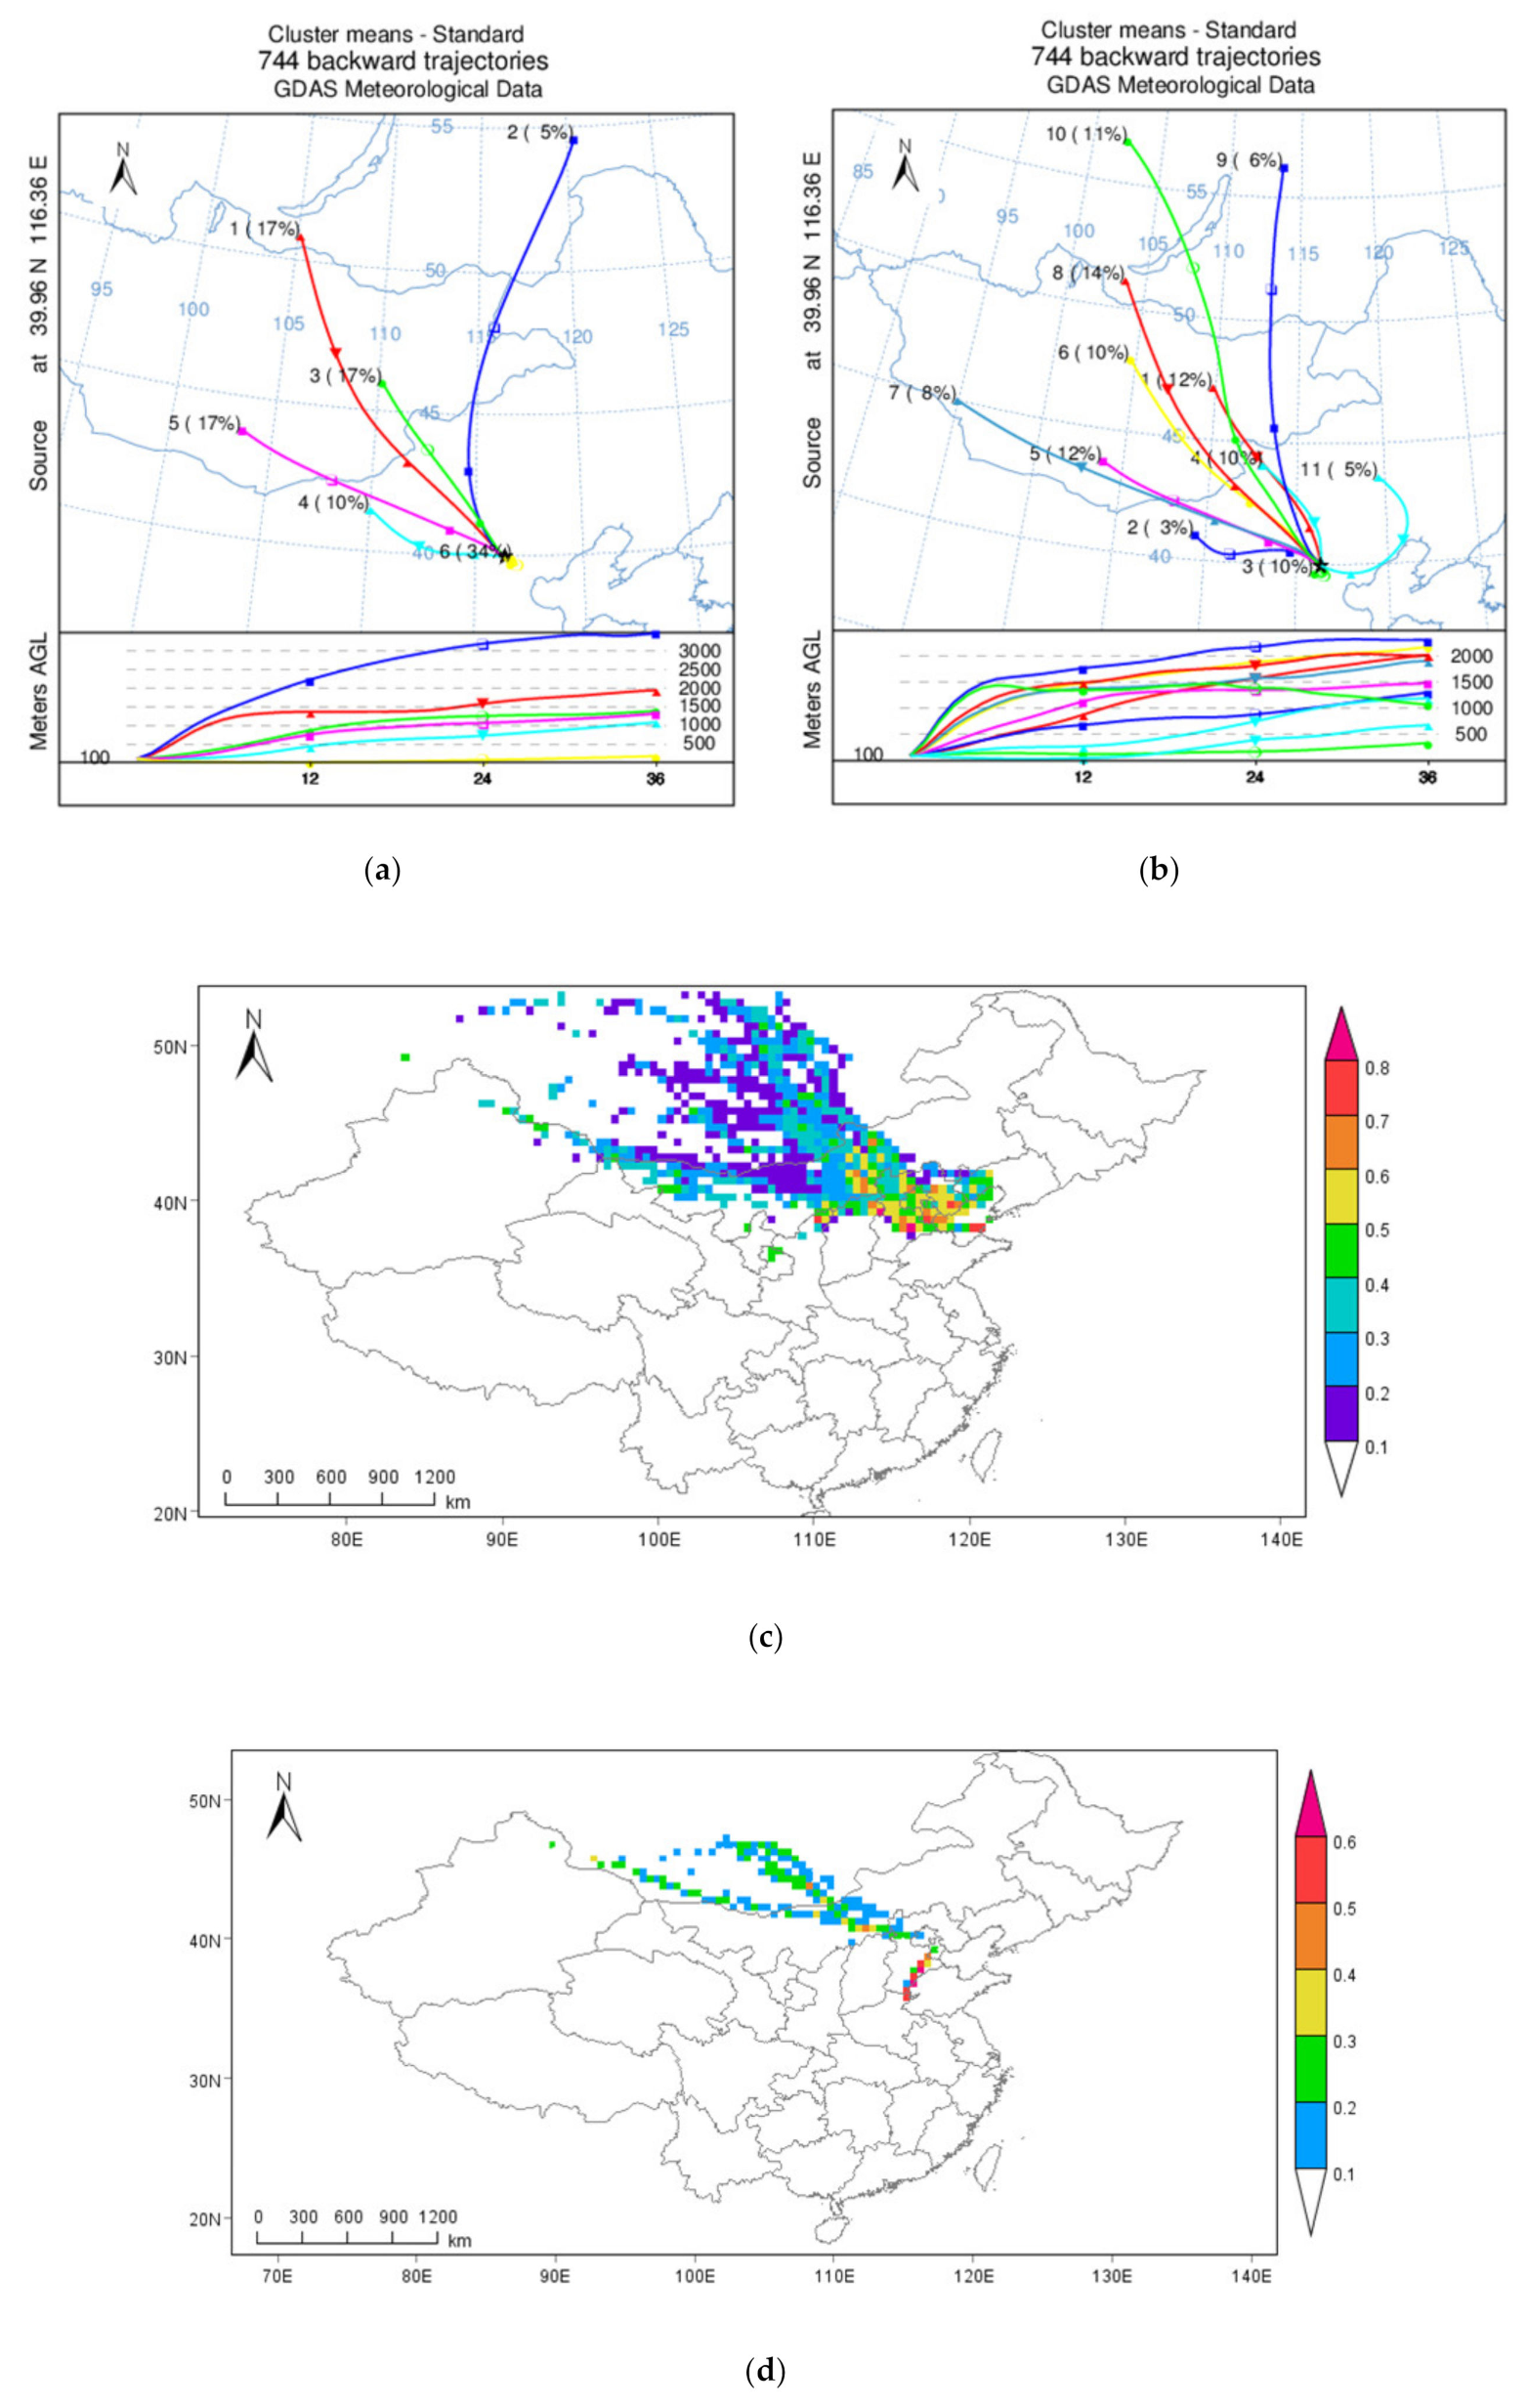 Cluster means - Standard
744 backward trajectories
GDAS Meteorological Data
Source at 39.96 N 116.36 E
N
55
2 ( 5%)
1 (17%)
50
95
100
105
110
115
120
125
3 ( 17%)
45
5 ( 17%)
4 ( 10%)
40
6 ( 34%)
Meters AGL
3000
2500
2000
1500
1000
500
100
12
24
36
(a)
Cluster means - Standard
744 backward trajectories
GDAS Meteorological Data
Source at 39.96 N 116.36 E
N
10 ( 11%)
9 ( 6%)
85
55
95
100
105
110
115
120
125
8 ( 14%)
50
6 ( 10%)
1 (12%)
7 ( 8%)
45
5 ( 12%)
4 ( 10%)
11 ( 5%)
2 ( 3%)
40
3 ( 10%)
Meters AGL
2000
1500
1000
500
100
12
24
36
(b)
N
50N
40N
30N
20N
0 300 600 900 1200
km
80E 90E 100E 110E 120E 130E 140E
0.8
0.7
0.6
0.5
0.4
0.3
0.2
0.1
(c)
N
50N
40N
30N
20N
0 300 600 900 1200
km
70E 80E 90E 100E 110E 120E 130E 140E
0.6
0.5
0.4
0.3
0.2
0.1
(d)